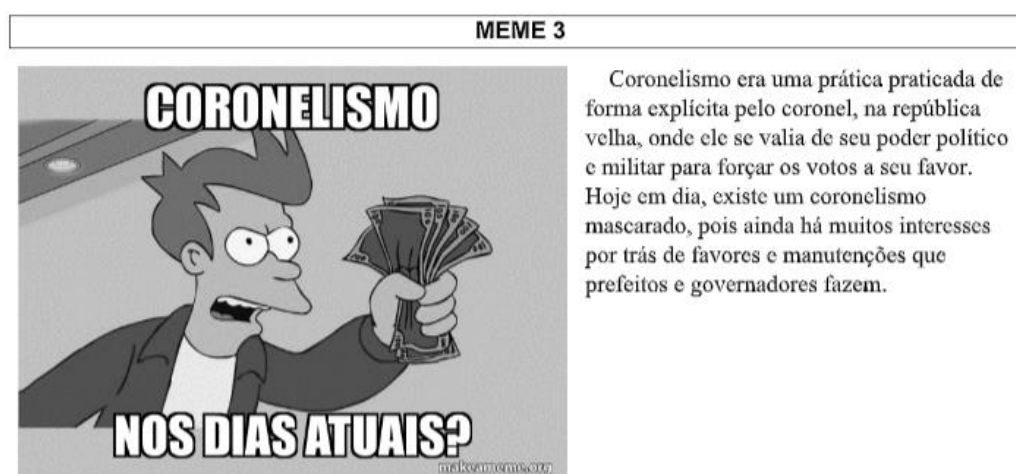 MEME 3
CORONELISMO
NOS DIAS ATUAIS?
makeameme.org
Coronelismo era uma prática praticada de
forma explícita pelo coronel, na república
velha, onde ele se valia de seu poder político
e militar para forçar os votos a seu favor.
Hoje em dia, existe um coronelismo
mascarado, pois ainda há muitos interesses
por trás de favores e manutenções que
prefeitos e governadores fazem.